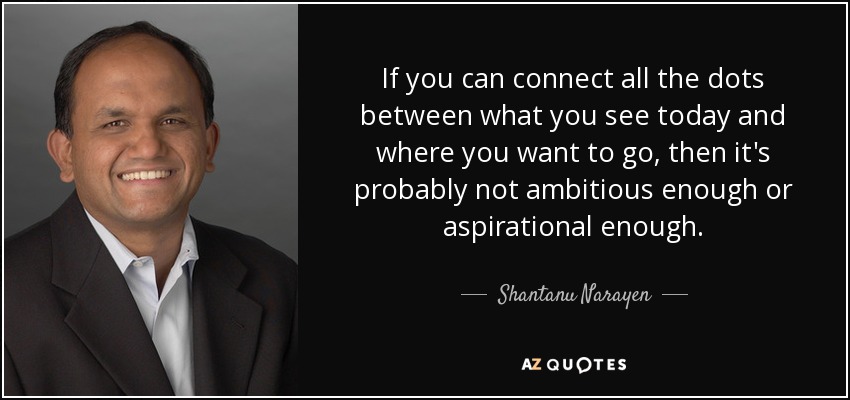 If you can connect all the dots
between what you see today and
where you want to go, then it's
probably not ambitious enough or
aspirational enough.
Shantanu Narayen
AZ QUOTES